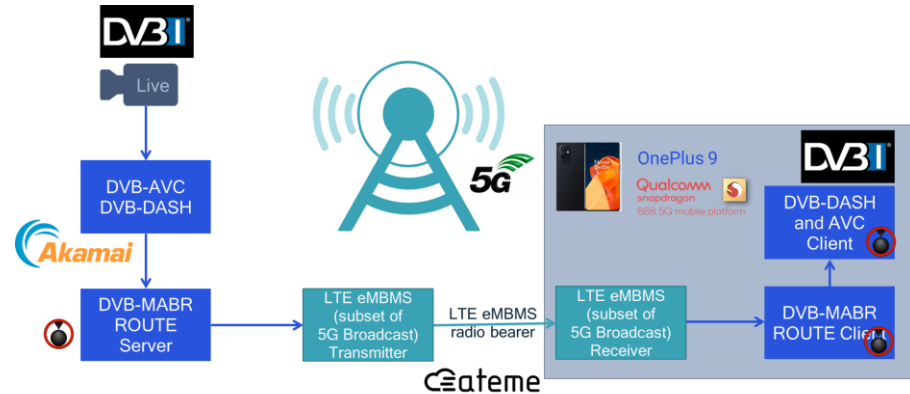 DVB I
Live
DVB-AVC
DVB-DASH
Akamai
DVB-MABR
ROUTE
Server
5G
LTE eMBMS
(subset of
5G Broadcast)
Transmitter
LTE eMBMS
radio bearer
ateme
OnePlus 9
Qualcomm
snapdragon
888 5G mobile platform
LTE eMBMS
(subset of
5G Broadcast)
Receiver
DVB I
DVB-DASH
and AVC
Client
DVB-MABR
ROUTE Client